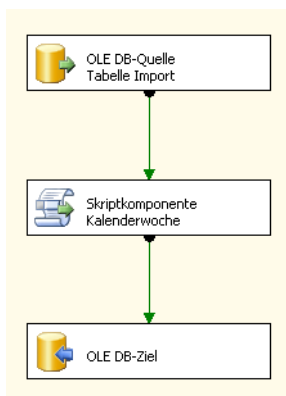 OLE DB-Quelle
Tabelle Import
Skriptkomponente
Kalenderwoche
OLE DB-Ziel